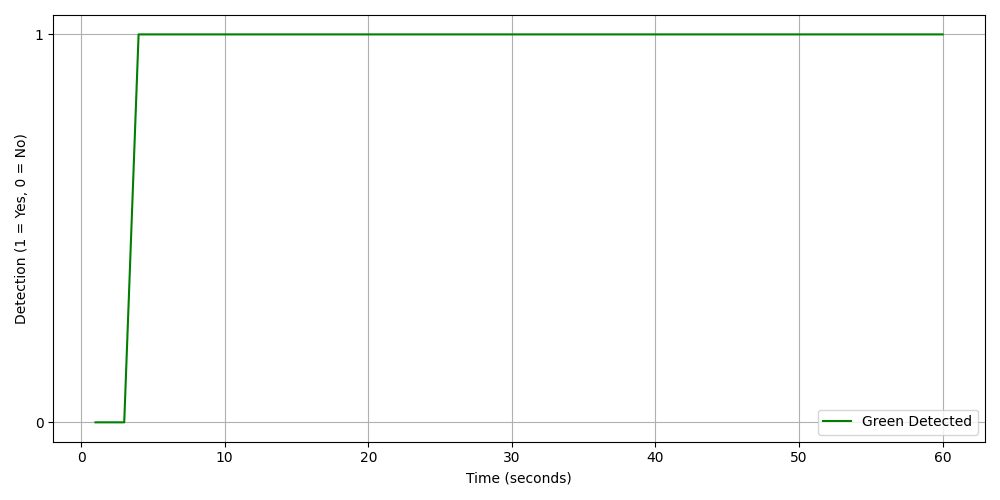 Detection (1 = Yes, 0 = No)
1
0
Green Detected
0 10 20 30 40 50 60
Time (seconds)